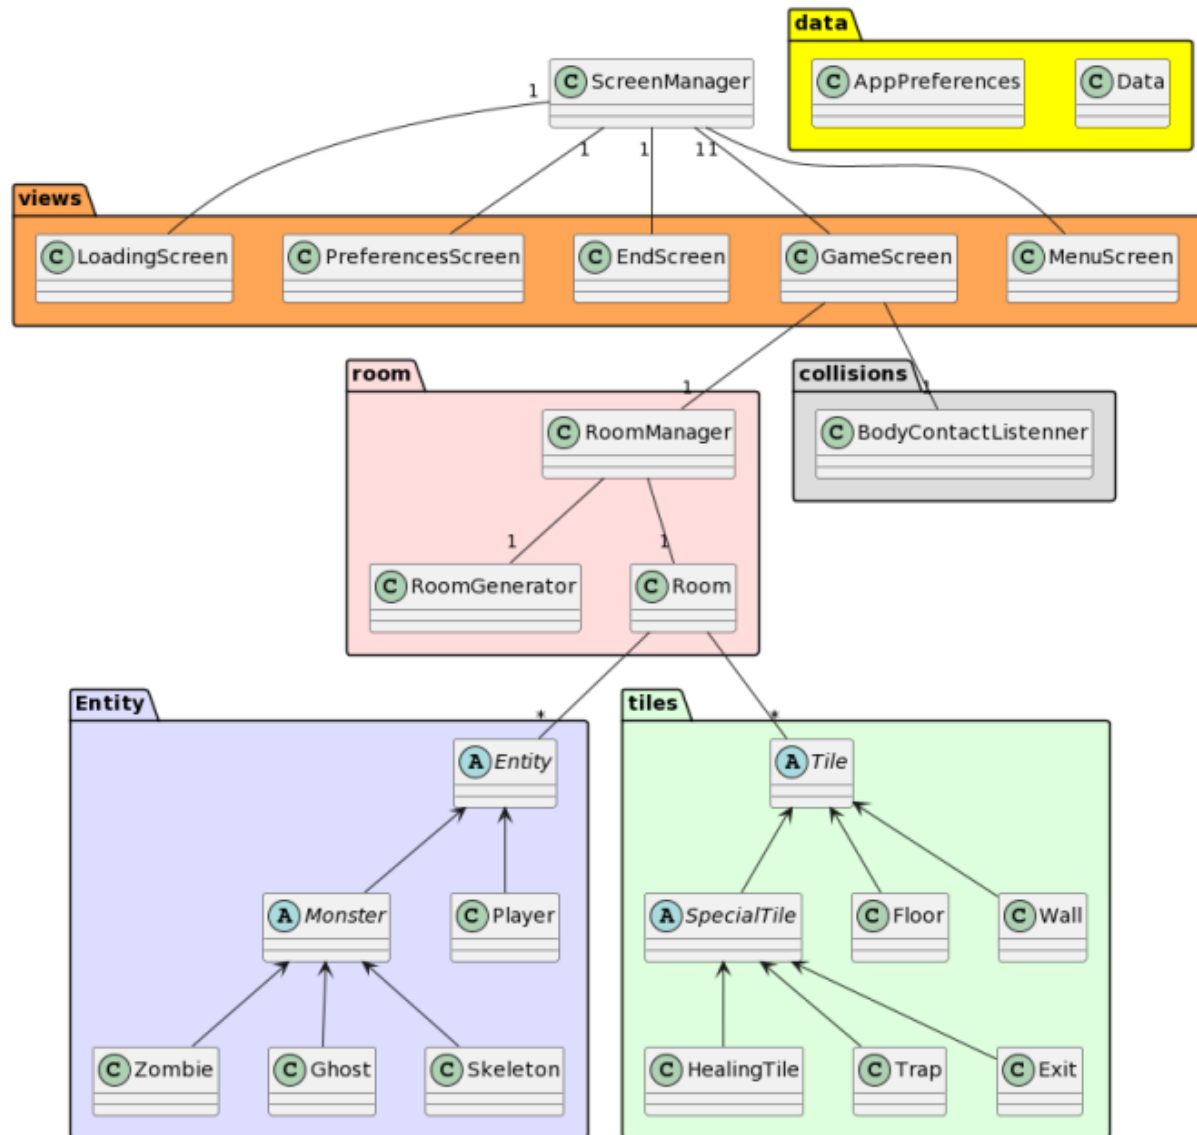 data
C ScreenManager
C AppPreferences
C Data
1
1
1
11
views
C LoadingScreen
C PreferencesScreen
C EndScreen
C GameScreen
C MenuScreen
room
collisions
1
1
C RoomManager
C BodyContactListenner
1
1
C RoomGenerator
C Room
Entity
tiles
*
*
A Entity
A Tile
A Monster
C Player
A SpecialTile
C Floor
C Wall
C Zombie
C Ghost
C Skeleton
C HealingTile
C Trap
C Exit